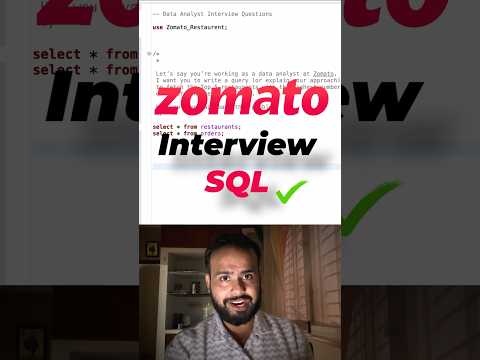 -- Data Analyst Interview Questions
use Zomato_Restaurent;
/*
*
select * from
select * from
Let's say you're working as a data analyst at Zomato.
I want you to write a query (or explain your approach)
zomato
select * from restaurants;
select * from orders;
Interview
SQL